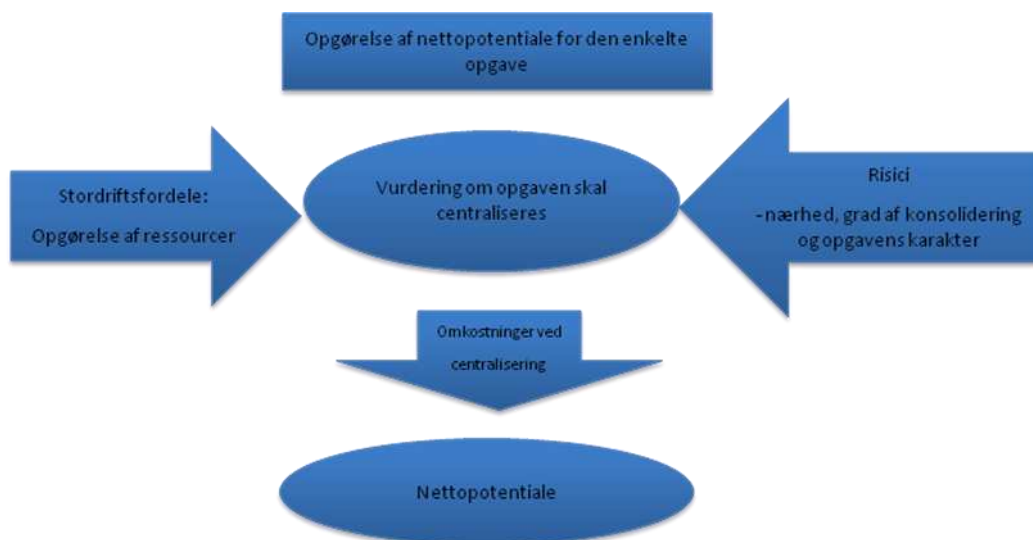 Opgørelse af nettopotentiale for den enkelte
opgave
Stordriftsfordele:
Opgørelse af ressourcer
Vurdering om opgaven skal
centraliseres
Risici
-nærhed, grad af konsolidering
og opgavens karakter
Omkostninger ved
centralisering
Nettopotentiale